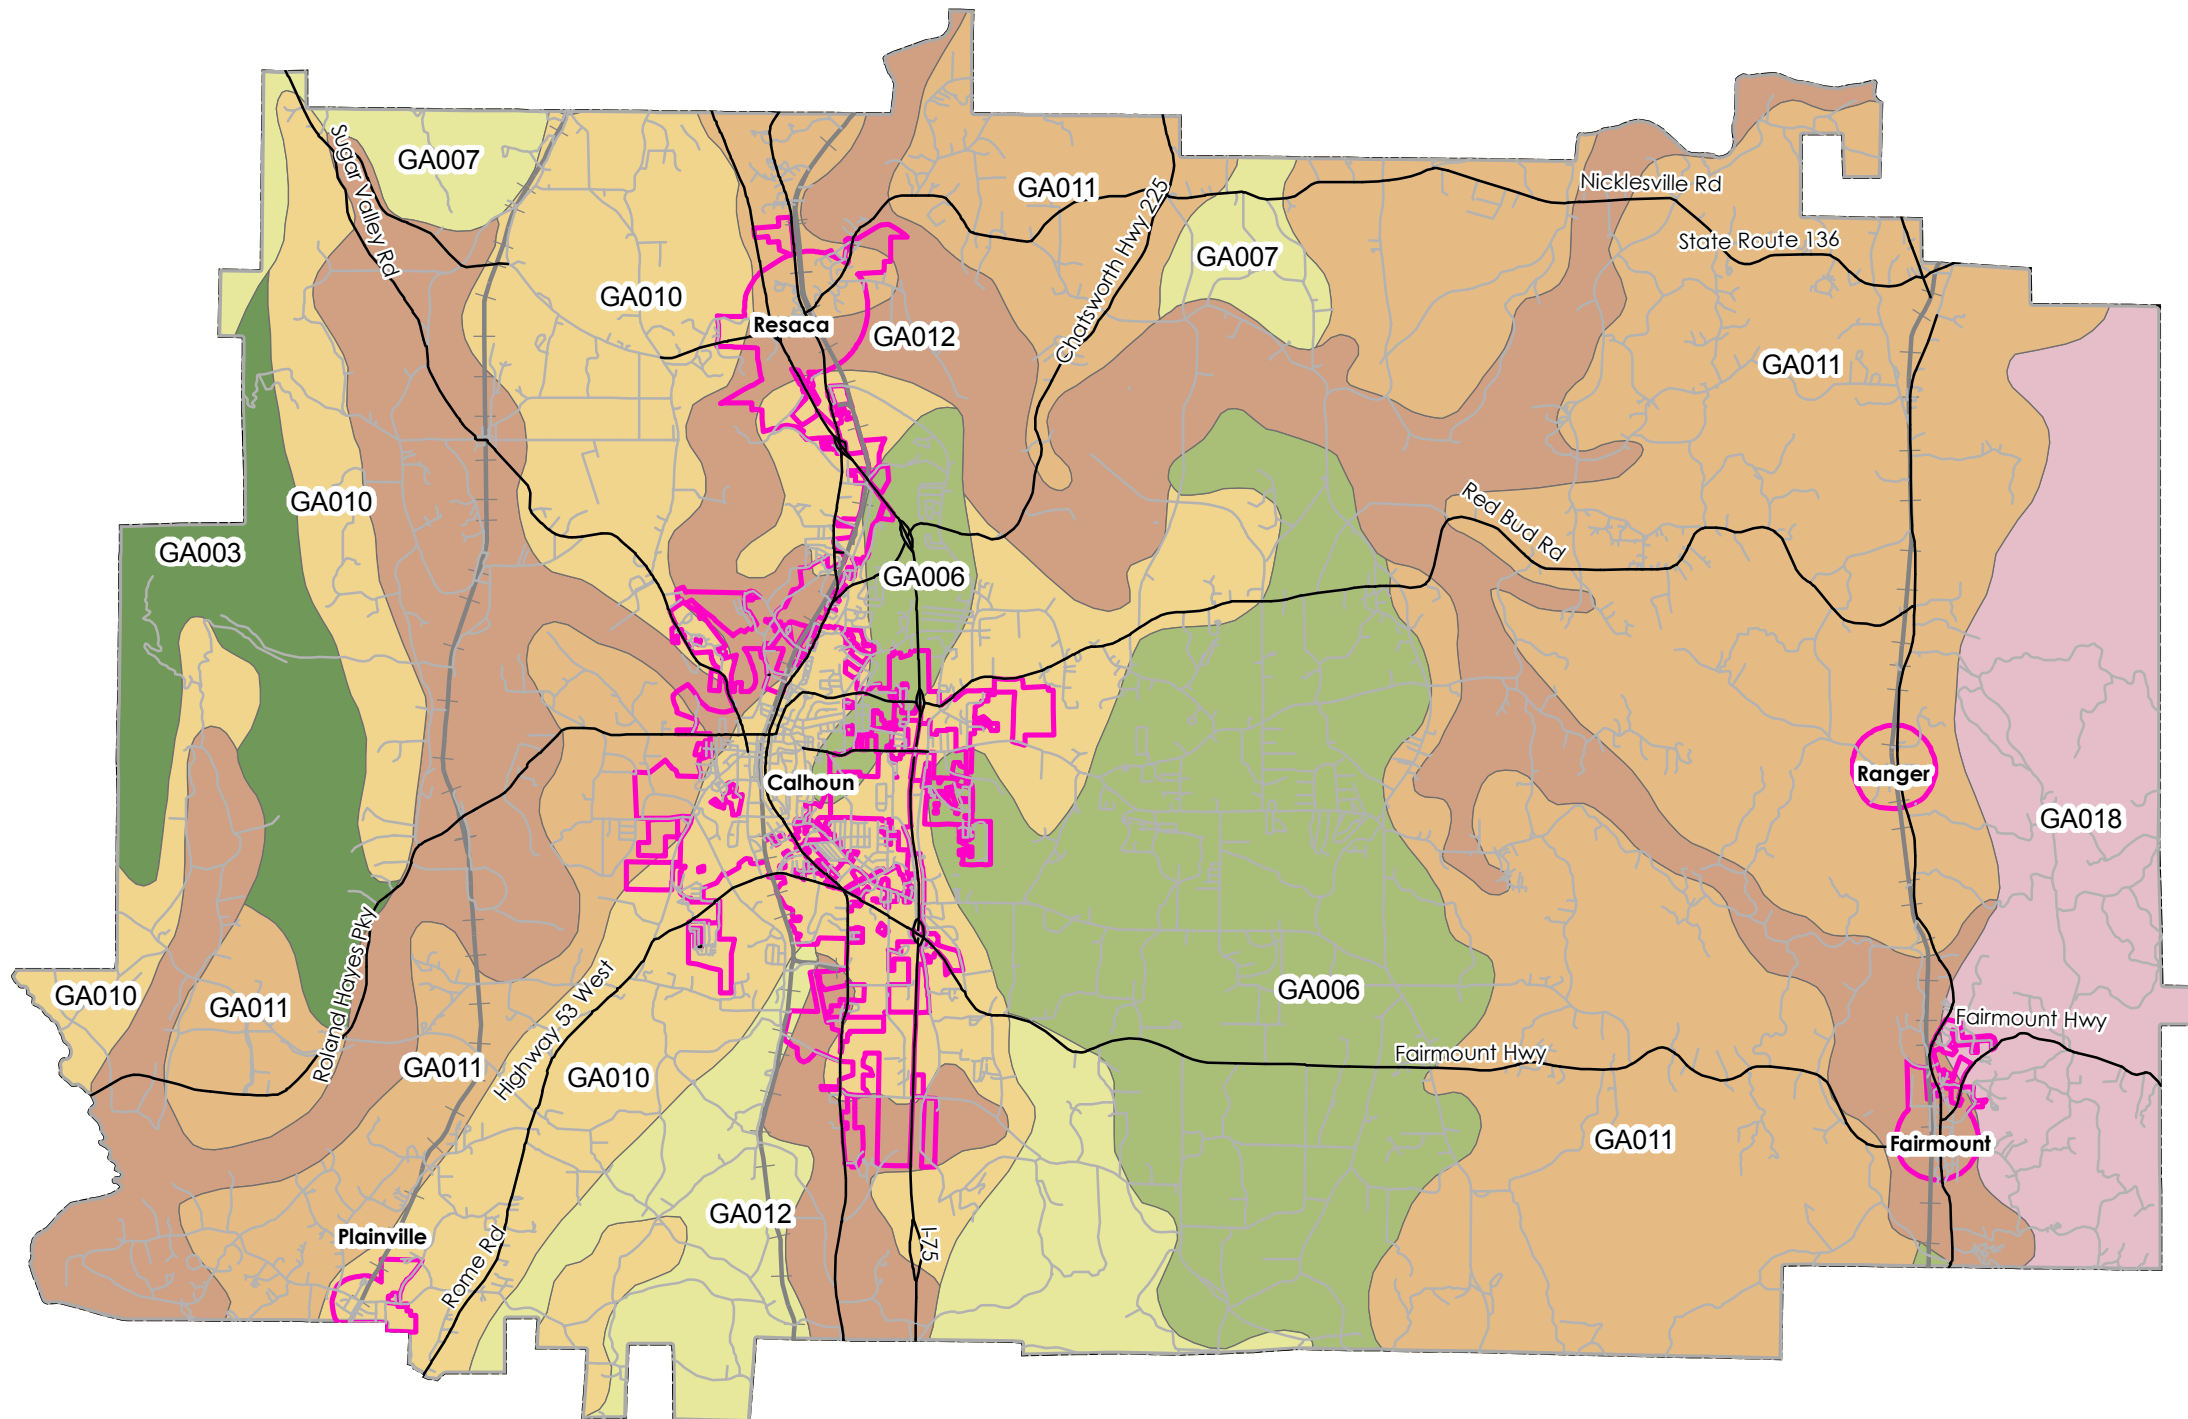 GA007
Sugar Valley Rd
GA011
Nicklesville Rd
Chatsworth Hwy 225
State Route 136
GA007
GA010
Resaca
GA012
GA011
GA010
Red Bud Rd
GA003
GA006
Calhoun
Ranger
GA018
GA010
GA011
Roland Hayes Pky
GA006
Highway 53 West
Fairmount Hwy
Fairmount Hwy
GA011
GA010
GA011
Fairmount
GA012
Plainville
Rome Rd
I-75